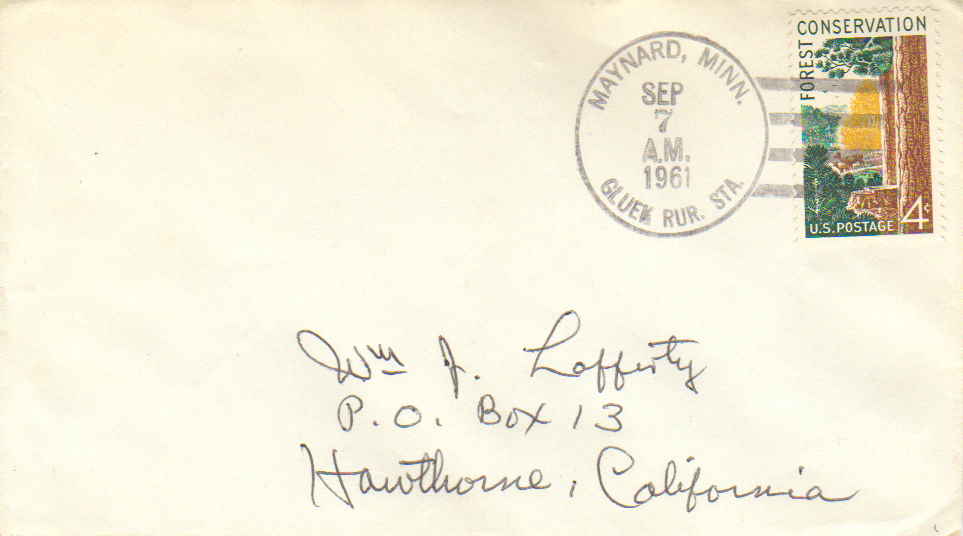 MAYNARD, MINN.
SEP
7
A.M.
1961
GLUEK RUR. STA.
FOREST CONSERVATION
U.S. POSTAGE 4¢
Wm J. Lafferty
P.O. Box 13
Hawthorne, California